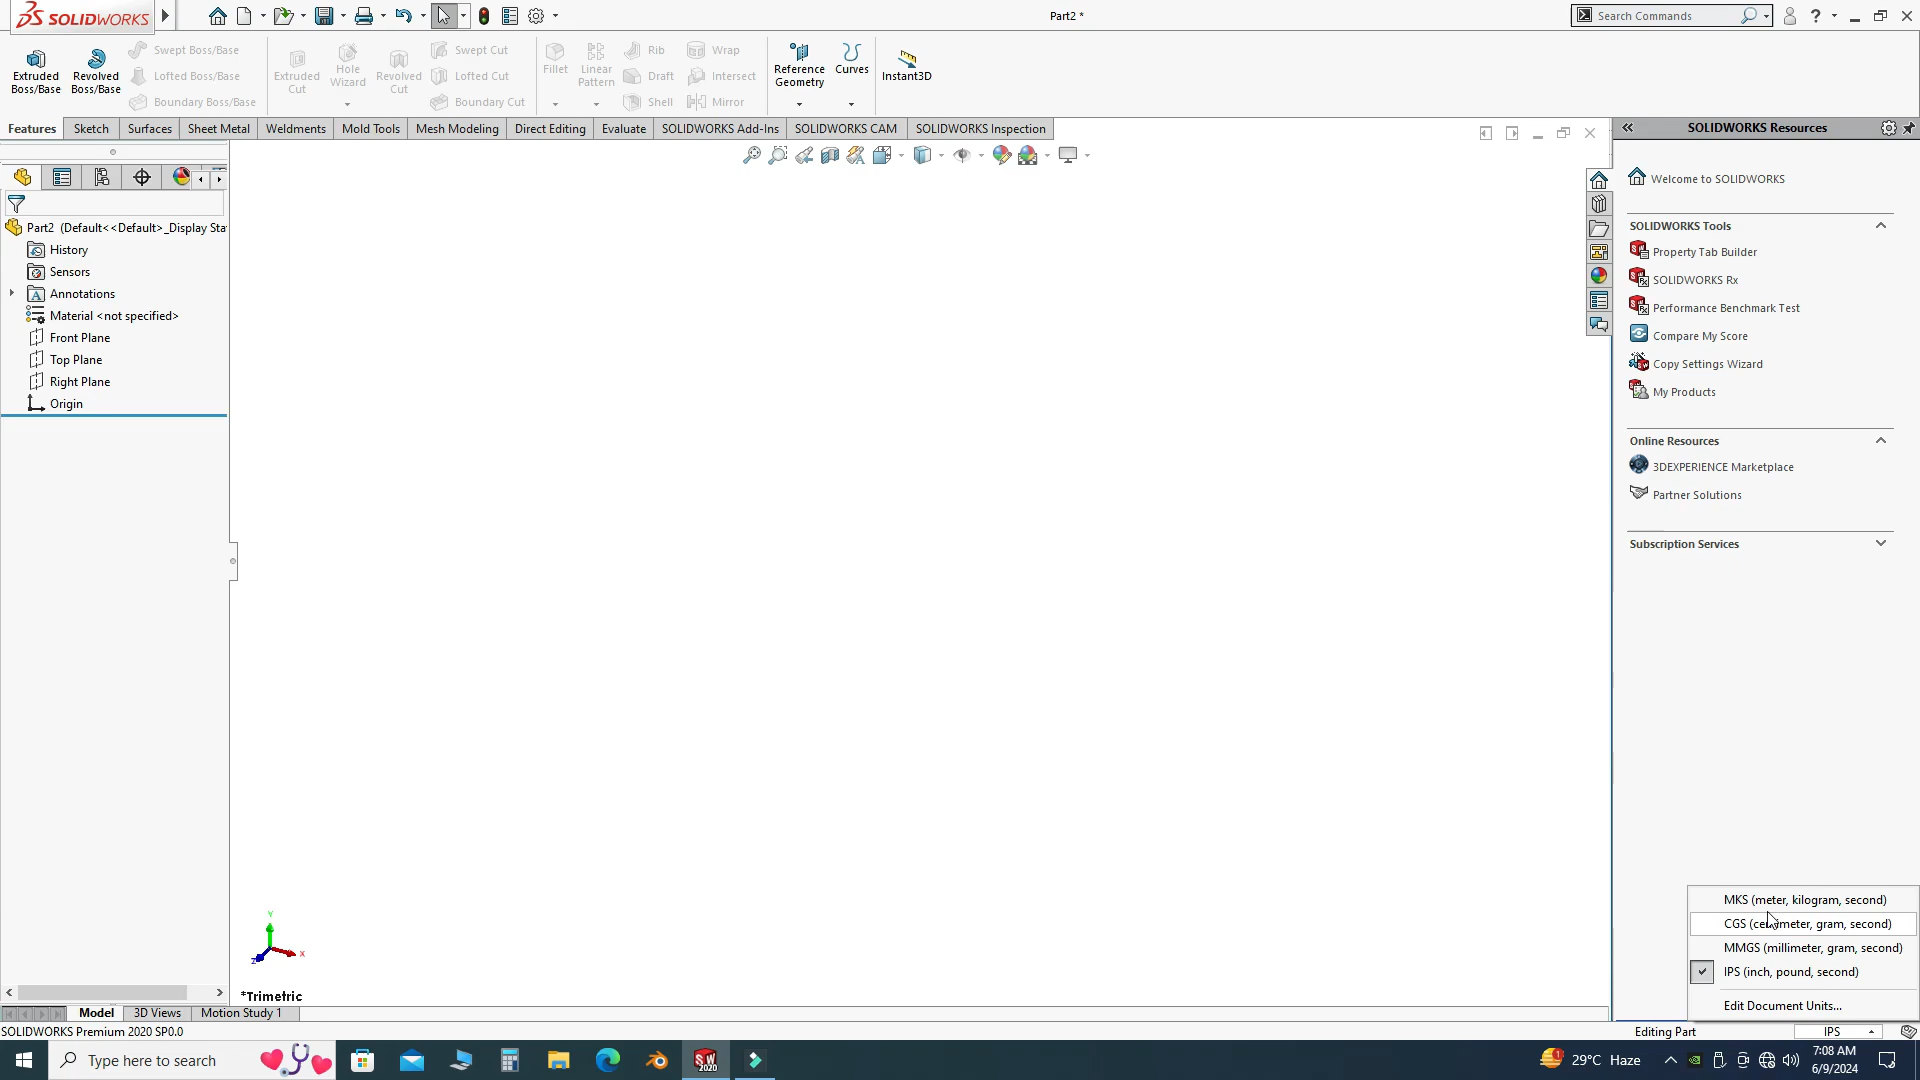 SOLIDWORKS
Part2 *
Search Commands
Extruded Boss/Base
Revolved Boss/Base
Swept Boss/Base
Lofted Boss/Base
Boundary Boss/Base
Extruded Cut
Hole Wizard
Revolved Cut
Swept Cut
Lofted Cut
Boundary Cut
Fillet
Linear Pattern
Rib
Draft
Shell
Wrap
Intersect
Mirror
Reference Geometry
Curves
Instant3D
Features
Sketch
Surfaces
Sheet Metal
Weldments
Mold Tools
Mesh Modeling
Direct Editing
Evaluate
SOLIDWORKS Add-Ins
SOLIDWORKS CAM
SOLIDWORKS Inspection
Part2 (Default<<Default>_Display Sta
History
Sensors
Annotations
Material <not specified>
Front Plane
Top Plane
Right Plane
Origin
Y
X
Z
*Trimetric
SOLIDWORKS Resources
Welcome to SOLIDWORKS
SOLIDWORKS Tools
Property Tab Builder
SOLIDWORKS Rx
Performance Benchmark Test
Compare My Score
Copy Settings Wizard
My Products
Online Resources
3DEXPERIENCE Marketplace
Partner Solutions
Subscription Services
MKS (meter, kilogram, second)
CGS (centimeter, gram, second)
MMGS (millimeter, gram, second)
IPS (inch, pound, second)
Edit Document Units...
Model
3D Views
Motion Study 1
SOLIDWORKS Premium 2020 SP0.0
Editing Part
IPS
Type here to search
SW
2020
1
29°C Haze
7:08 AM
6/9/2024